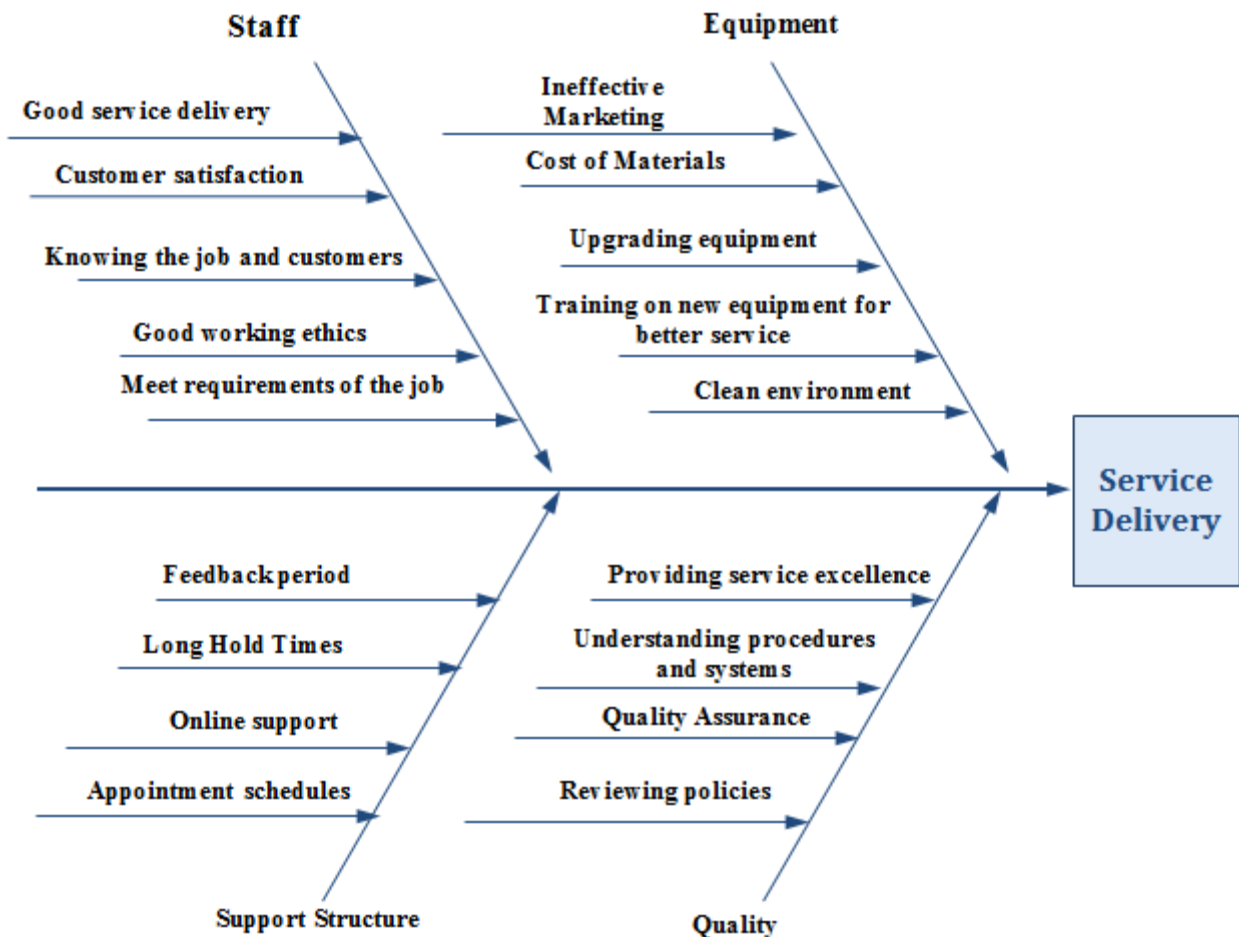 Staff
Good service delivery
Customer satisfaction
Knowing the job and customers
Good working ethics
Meet requirements of the job
Equipment
Ineffective
Marketing
Cost of Materials
Upgrading equipment
Training on new equipment for
better service
Clean environment
Service
Delivery
Feedback period
Long Hold Times
Online support
Appointment schedules
Support Structure
Providing service excellence
Understanding procedures
and systems
Quality Assurance
Reviewing policies
Quality